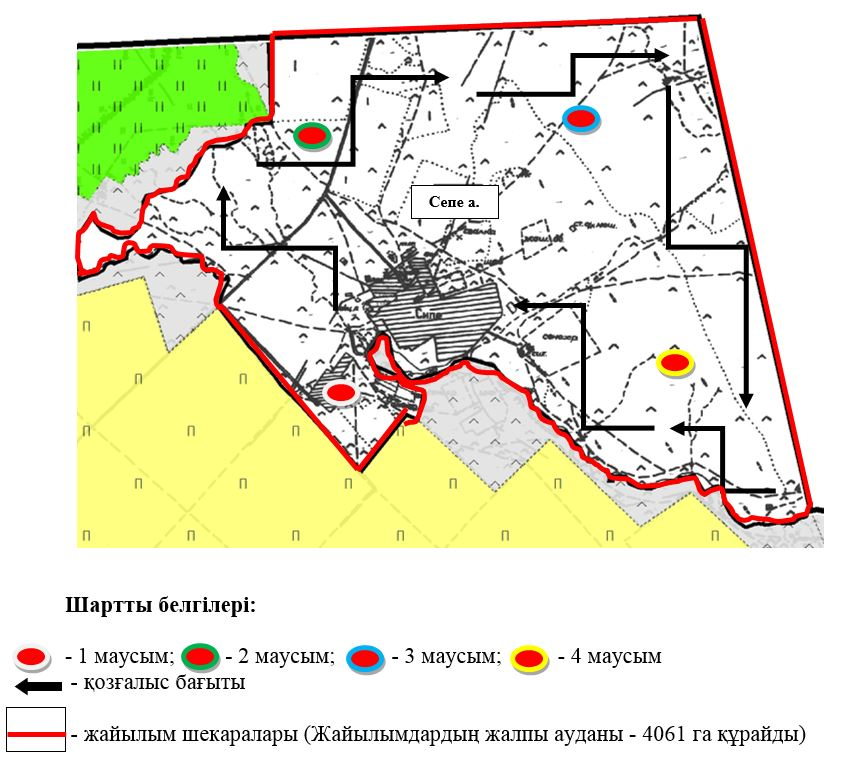 Сепе а.
Сипе
Шартты белгілері:
- 1 маусым; - 2 маусым; - 3 маусым; - 4 маусым
- қозғалыс бағыты
- жайылым шекаралары (Жайылымдардың жалпы ауданы - 4061 га құрайды)